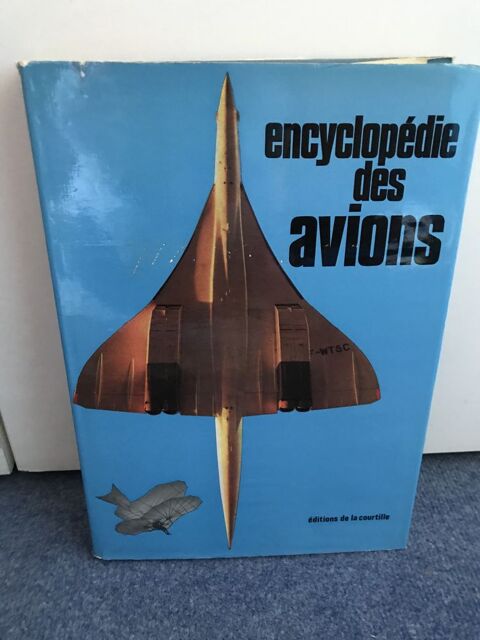 encyclopédie
des
avions
F-WTSC
éditions de la courtille